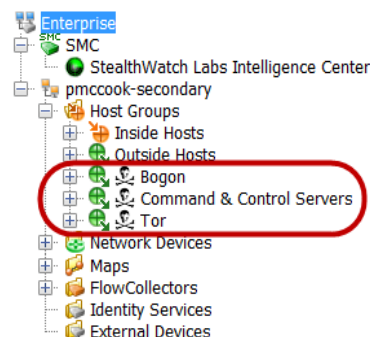 Enterprise
SMC
SMC
StealthWatch Labs Intelligence Center
pmccook-secondary
Host Groups
Inside Hosts
Outside Hosts
Bogon
Command & Control Servers
Tor
Network Devices
Maps
FlowCollectors
Identity Services
External Devices